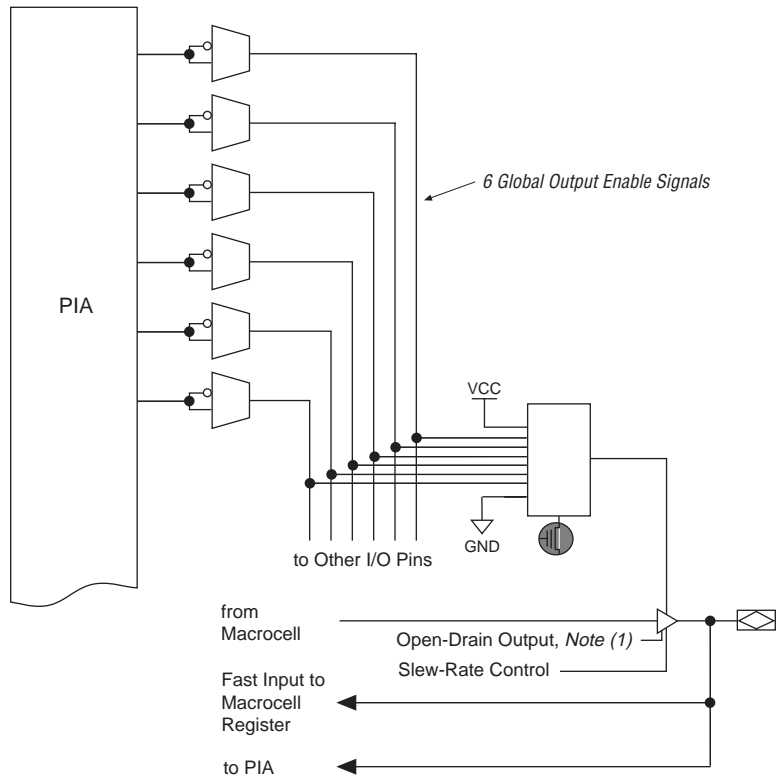 6 Global Output Enable Signals
PIA
VCC
GND
to Other I/O Pins
from
Macrocell
Open-Drain Output, Note (1)
Slew-Rate Control
Fast Input to
Macrocell
Register
to PIA